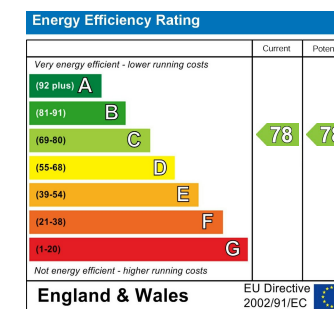 Energy Efficiency Rating
Current
Very energy efficient - lower running costs
(92 plus) A
(81-91) B
(69-80) C 78
(55-68) D
(39-54) E
(21-38) F
(1-20) G
Not energy efficient - higher running costs
England & Wales
EU Directive
2002/91/EC